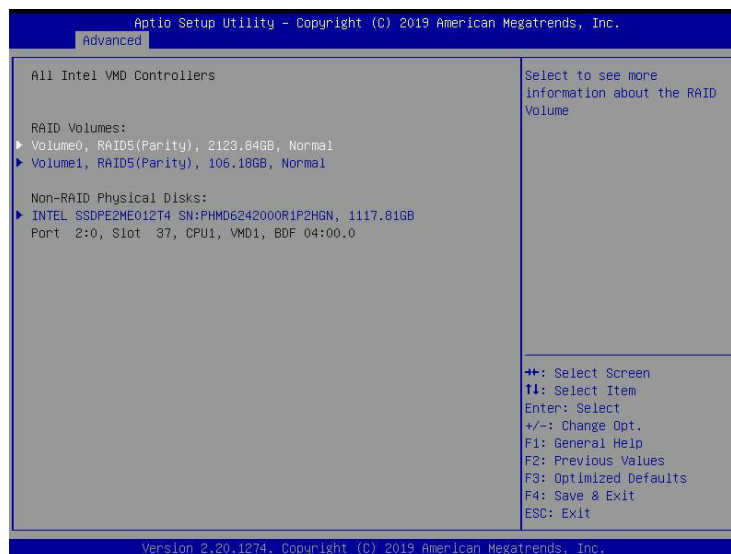 Aptio Setup Utility – Copyright (C) 2019 American Megatrends, Inc.
Advanced
All Intel VMD Controllers
RAID Volumes:
Volume0, RAID5(Parity), 2123.84GB, Normal
Volume1, RAID5(Parity), 106.18GB, Normal
Non-RAID Physical Disks:
INTEL SSDPE2ME012T4 SN:PHMD6242000R1P2HGN, 1117.81GB
Port 2:0, Slot 37, CPU1, VMD1, BDF 04:00.0
Select to see more
information about the RAID
Volume
→←: Select Screen
↑↓: Select Item
Enter: Select
+/-: Change Opt.
F1: General Help
F2: Previous Values
F3: Optimized Defaults
F4: Save & Exit
ESC: Exit
Version 2.20.1274. Copyright (C) 2019 American Megatrends, Inc.